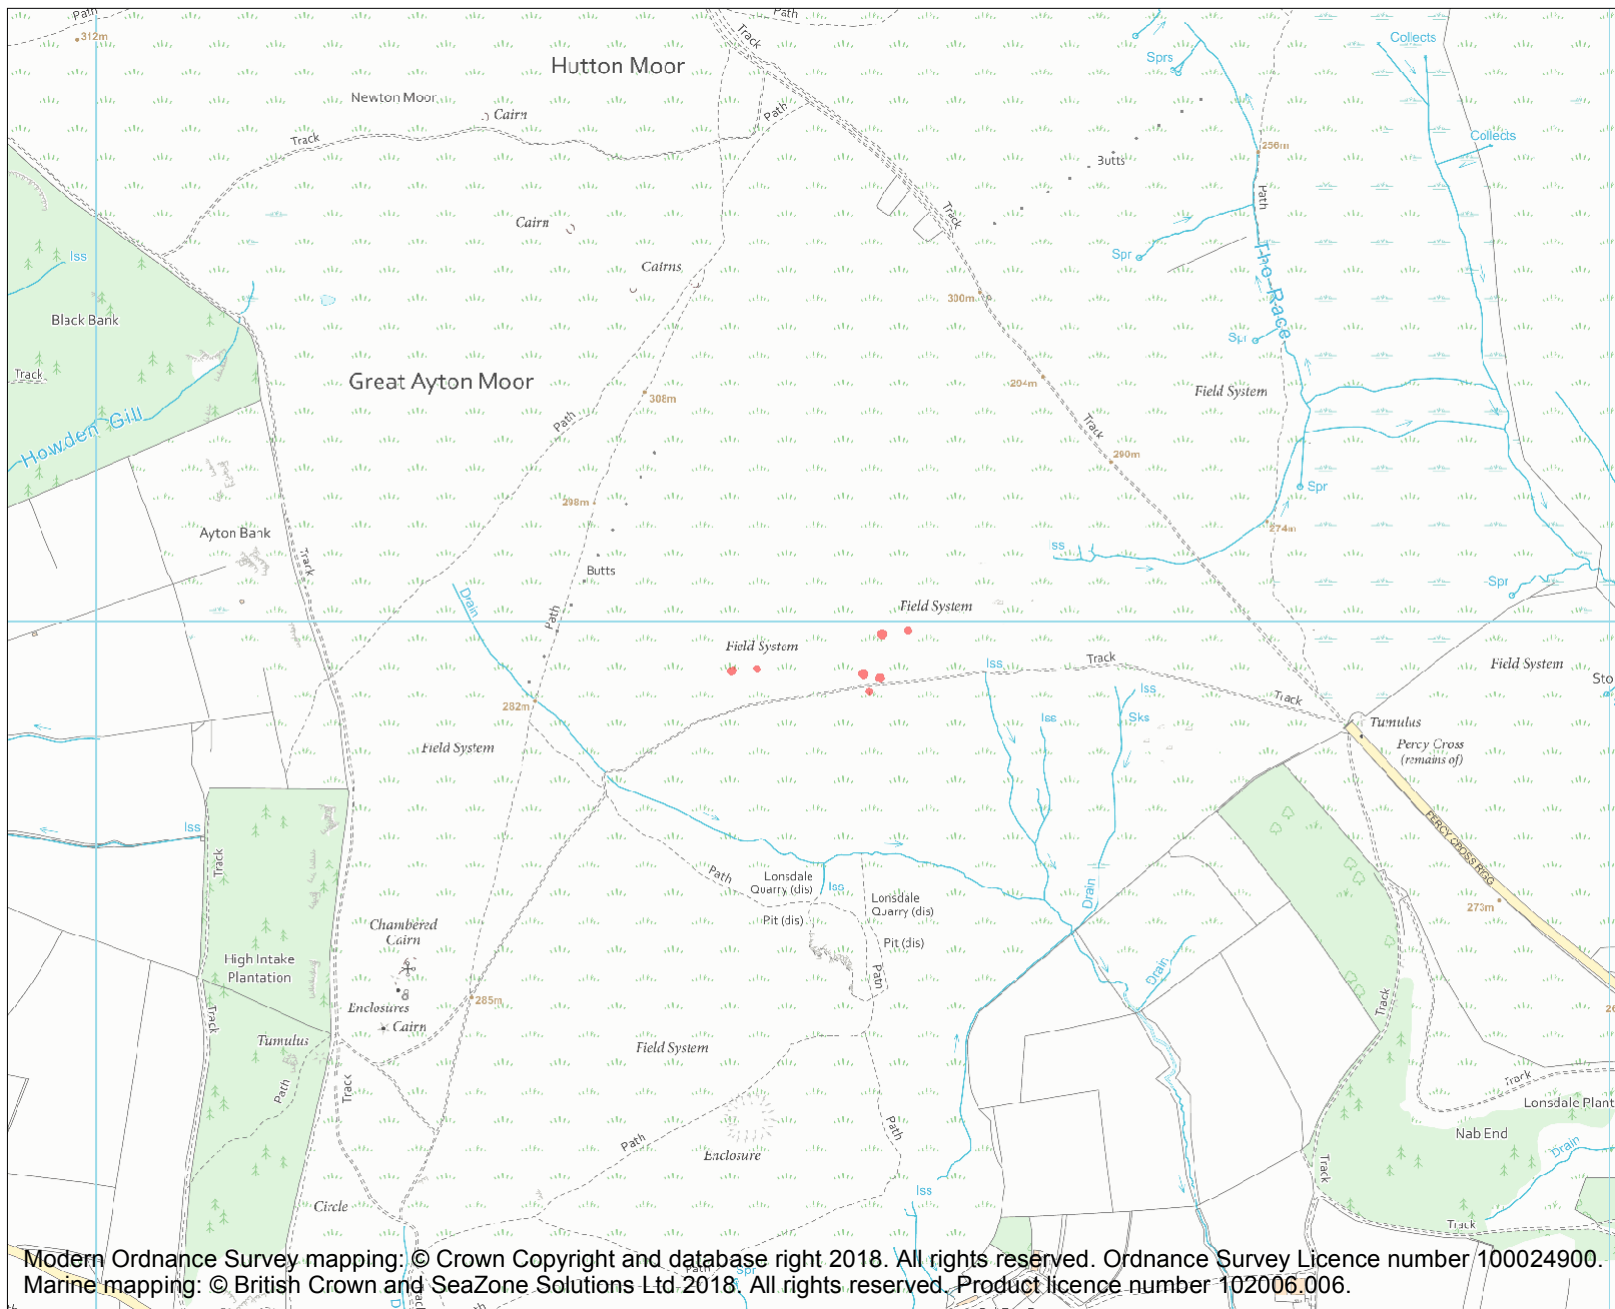 Path
Path
312m
Track
Collects
Sprs
Hutton Moor
Newton Moor
Cairn
Path
Track
Collects
256m
Butts
Path
Track
Cairn
Spr
Iss
Cairns
The Race
300m
Black Bank
Spr
Track
Great Ayton Moor
294m
Field System
308m
Path
Howden Gill
Track
290m
Spr
298m
274m
Ayton Bank
Iss
Track
Butts
Spr
Drain
Field System
Path
Field System
Iss
Track
Field System
Sto
Iss
Track
282m
Iss
Sks
Tumulus
Field System
Percy Cross
(remains of)
Iss
PERCY CROSS RIGG
Track
Path
Lonsdale
Quarry (dis)
Iss
Drain
Lonsdale
Quarry (dis)
273m
Pit (dis)
Chambered
Cairn
Pit (dis)
High Intake
Plantation
Path
Drain
285m
Enclosures
Track
Track
Cairn
Tumulus
Field System
Path
Track
Track
Lonsdale Plant
Path
Path
Nab End
Drain
Enclosure
Track
Iss
Circle
Track
Modern Ordnance Survey mapping: © Crown Copyright and database right 2018. All rights reserved. Ordnance Survey Licence number 100024900.
Marine mapping: © British Crown and SeaZone Solutions Ltd 2018. All rights reserved. Product licence number 102006.006.
Path
Spr